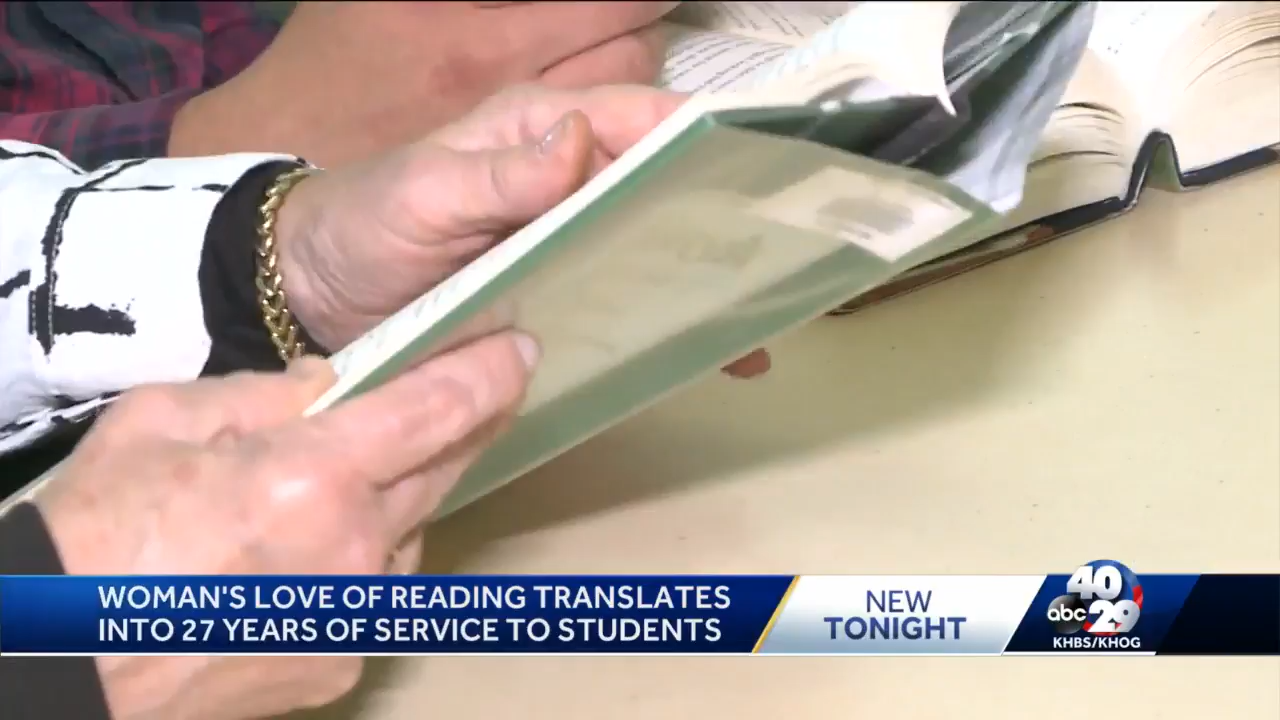 WOMAN'S LOVE OF READING TRANSLATES
INTO 27 YEARS OF SERVICE TO STUDENTS
NEW
TONIGHT
40
abc 29
KHBS/KHOG